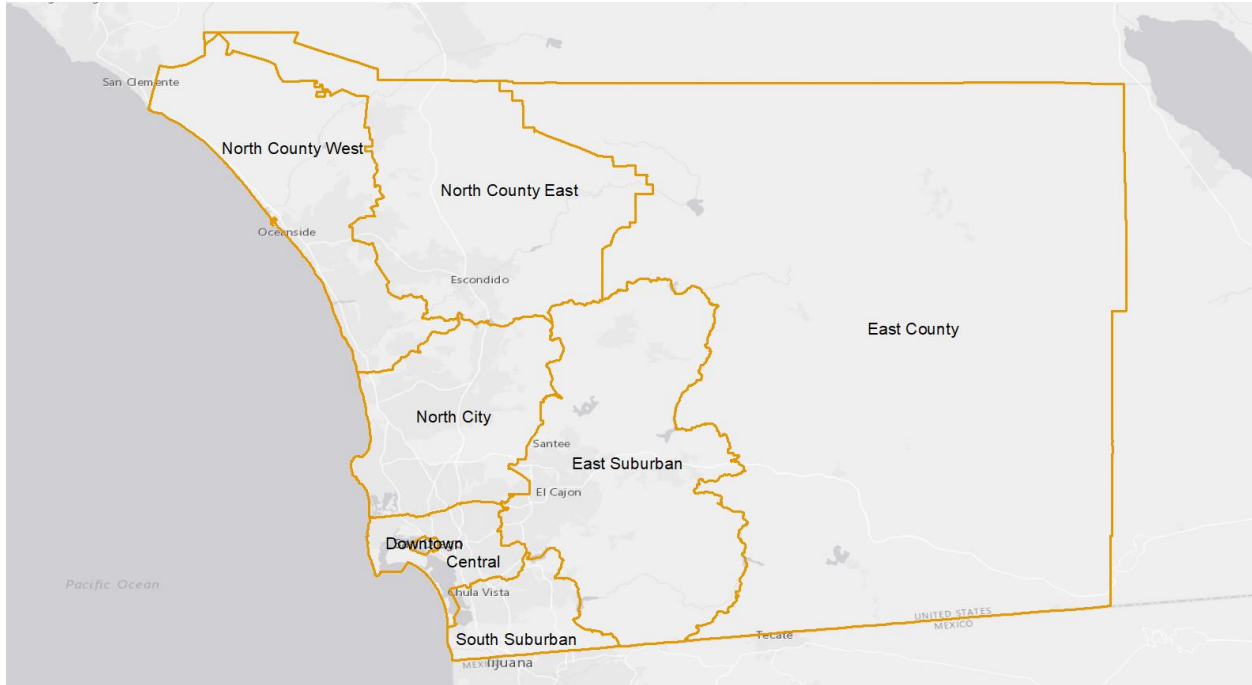 San Clemente
North County West
North County East
Oceanside
Escondido
East County
North City
Santee
East Suburban
El Cajon
Downtown
Central
Pacific Ocean
Chula Vista
UNITED STATES
MEXICO
South Suburban
Tecate
Tijuana